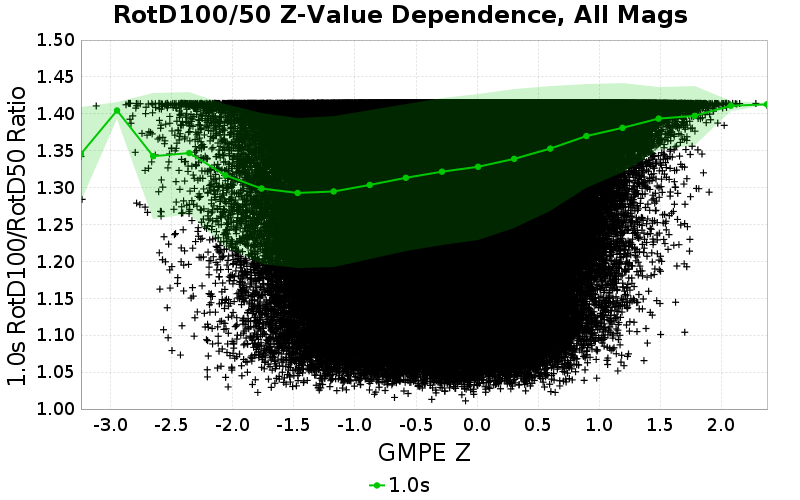 RotD100/50 Z-Value Dependence, All Mags
1.0s RotD100/RotD50 Ratio
1.50
1.45
1.40
1.35
1.30
1.25
1.20
1.15
1.10
1.05
1.00
-3.0 -2.5 -2.0 -1.5 -1.0 -0.5 0.0 0.5 1.0 1.5 2.0
GMPE Z
1.0s